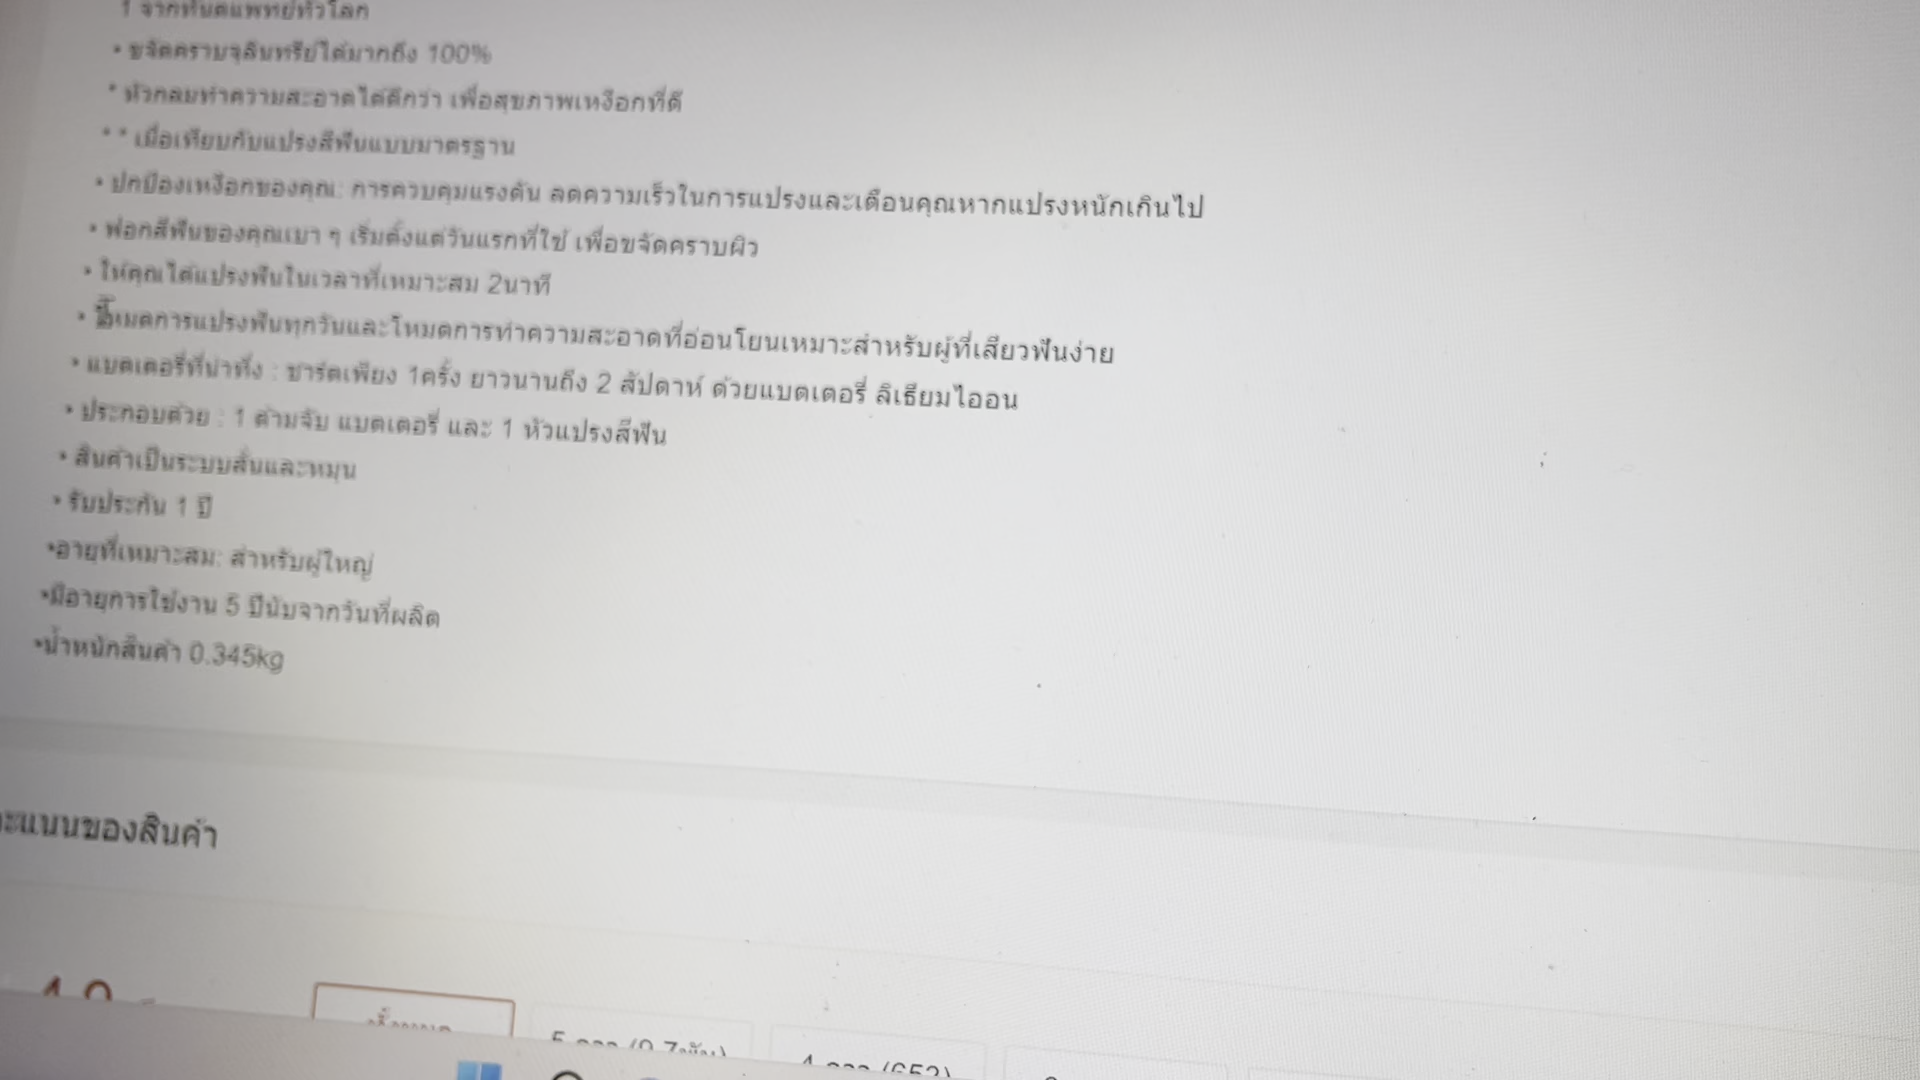 1 จากทันตแพทย์ทั่วโลก
• ขจัดคราบจุลินทรีย์ได้มากถึง 100%
* หัวกลมทำความสะอาดได้ดีกว่า เพื่อสุขภาพเหงือกที่ดี
* * เมื่อเทียบกับแปรงสีฟันแบบมาตรฐาน
• ปกป้องเหงือกของคุณ: การควบคุมแรงดัน ลดความเร็วในการแปรงและเตือนคุณหากแปรงหนักเกินไป
• ฟอกสีฟันของคุณเบา ๆ เริ่มตั้งแต่วันแรกที่ใช้ เพื่อขจัดคราบผิว
• ให้คุณได้แปรงฟันในเวลาที่เหมาะสม 2นาที
• การแปรงฟันทุกวันและโหมดการทำความสะอาดที่อ่อนโยนเหมาะสำหรับผู้ที่เสียวฟันง่าย
• แบตเตอรี่ที่น่าทึ่ง : ชาร์ตเพียง 1ครั้ง ยาวนานถึง 2 สัปดาห์ ด้วยแบตเตอรี่ ลิเธียมไอออน
• ประกอบด้วย : 1 ด้ามจับ แบตเตอรี่ และ 1 หัวแปรงสีฟัน
• สินค้าเป็นระบบสั่นและหมุน
• รับประกัน 1 ปี
•อายุที่เหมาะสม: สำหรับผู้ใหญ่
•มีอายุการใช้งาน 5 ปีนับจากวันที่ผลิต
•น้ำหนักสินค้า 0.345kg
ะแนนของสินค้า